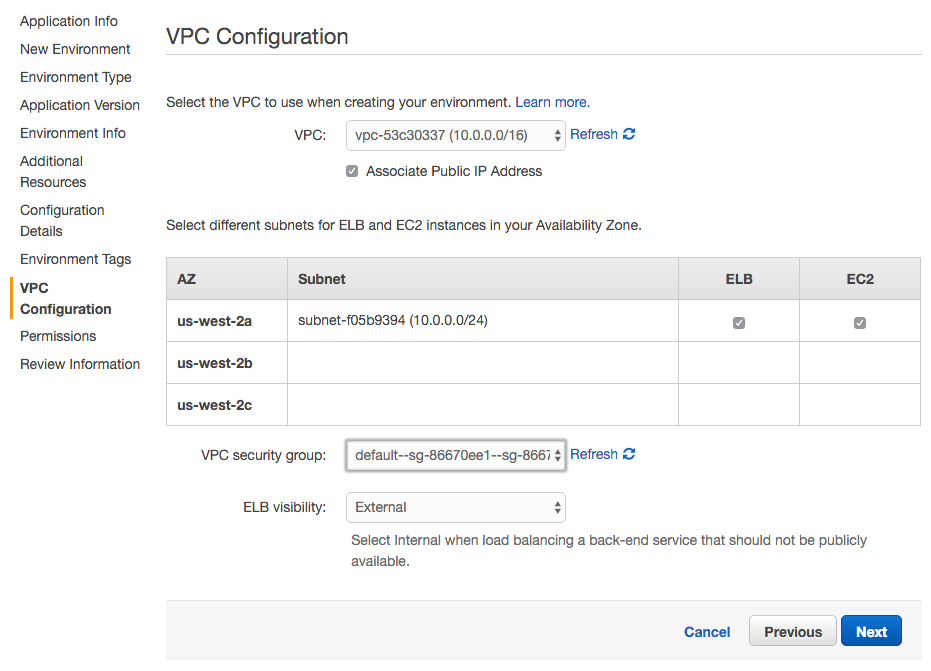 Application Info
New Environment
Environment Type
Application Version
Environment Info
Additional
Resources
Configuration
Details
Environment Tags
VPC
Configuration
Permissions
Review Information
VPC Configuration
Select the VPC to use when creating your environment. Learn more.
VPC: vpc-53c30337 (10.0.0.0/16) Refresh
Associate Public IP Address
Select different subnets for ELB and EC2 instances in your Availability Zone.
AZ Subnet ELB EC2
us-west-2a subnet-f05b9394 (10.0.0.0/24)
us-west-2b
us-west-2c
VPC security group: default--sg-86670ee1--sg-8667 Refresh
ELB visibility: External
Select Internal when load balancing a back-end service that should not be publicly
available.
Cancel Previous Next